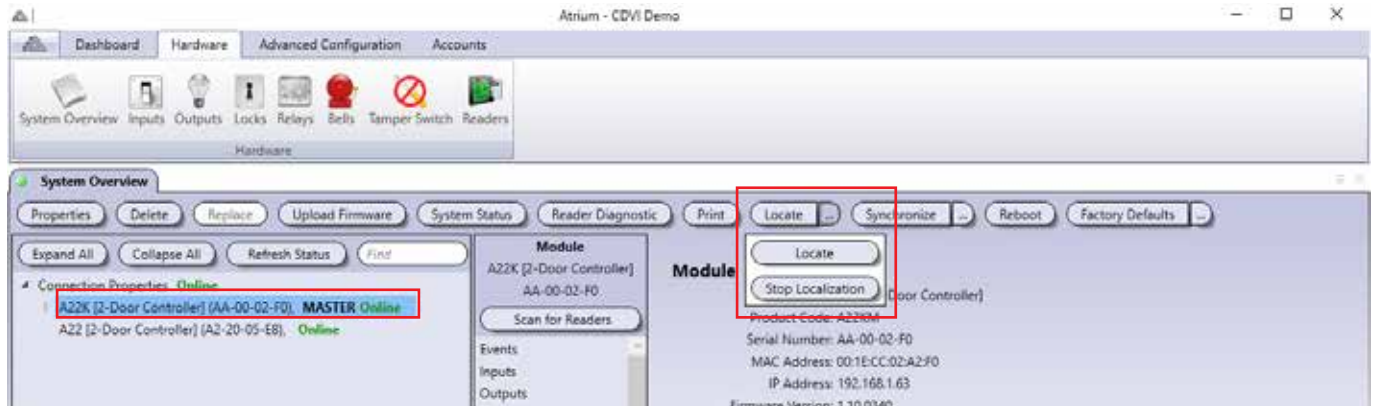 Atrium - CDVI Demo
Dashboard Hardware Advanced Configuration Accounts
System Overview Inputs Outputs Locks Relays Bells Tamper Switch Readers
Hardware
System Overview
Properties Delete Replace Upload Firmware System Status Reader Diagnostic Print Locate ... Synchronize ... Reboot Factory Defaults ...
Expand All Collapse All Refresh Status Find
Connection Properties Online
A22K [2-Door Controller] (AA-00-02-F0), MASTER Online
A22 [2-Door Controller] (A2-20-05-E8), Online
Module
A22K [2-Door Controller]
AA-00-02-F0
Scan for Readers
Events
Inputs
Outputs
Locate
Stop Localization
Module
Door Controller]
Product Code: A22KM
Serial Number: AA-00-02-F0
MAC Address: 00:1E:CC:02:A2:F0
IP Address: 192.168.1.63
Firmware Version: 1.10.0340